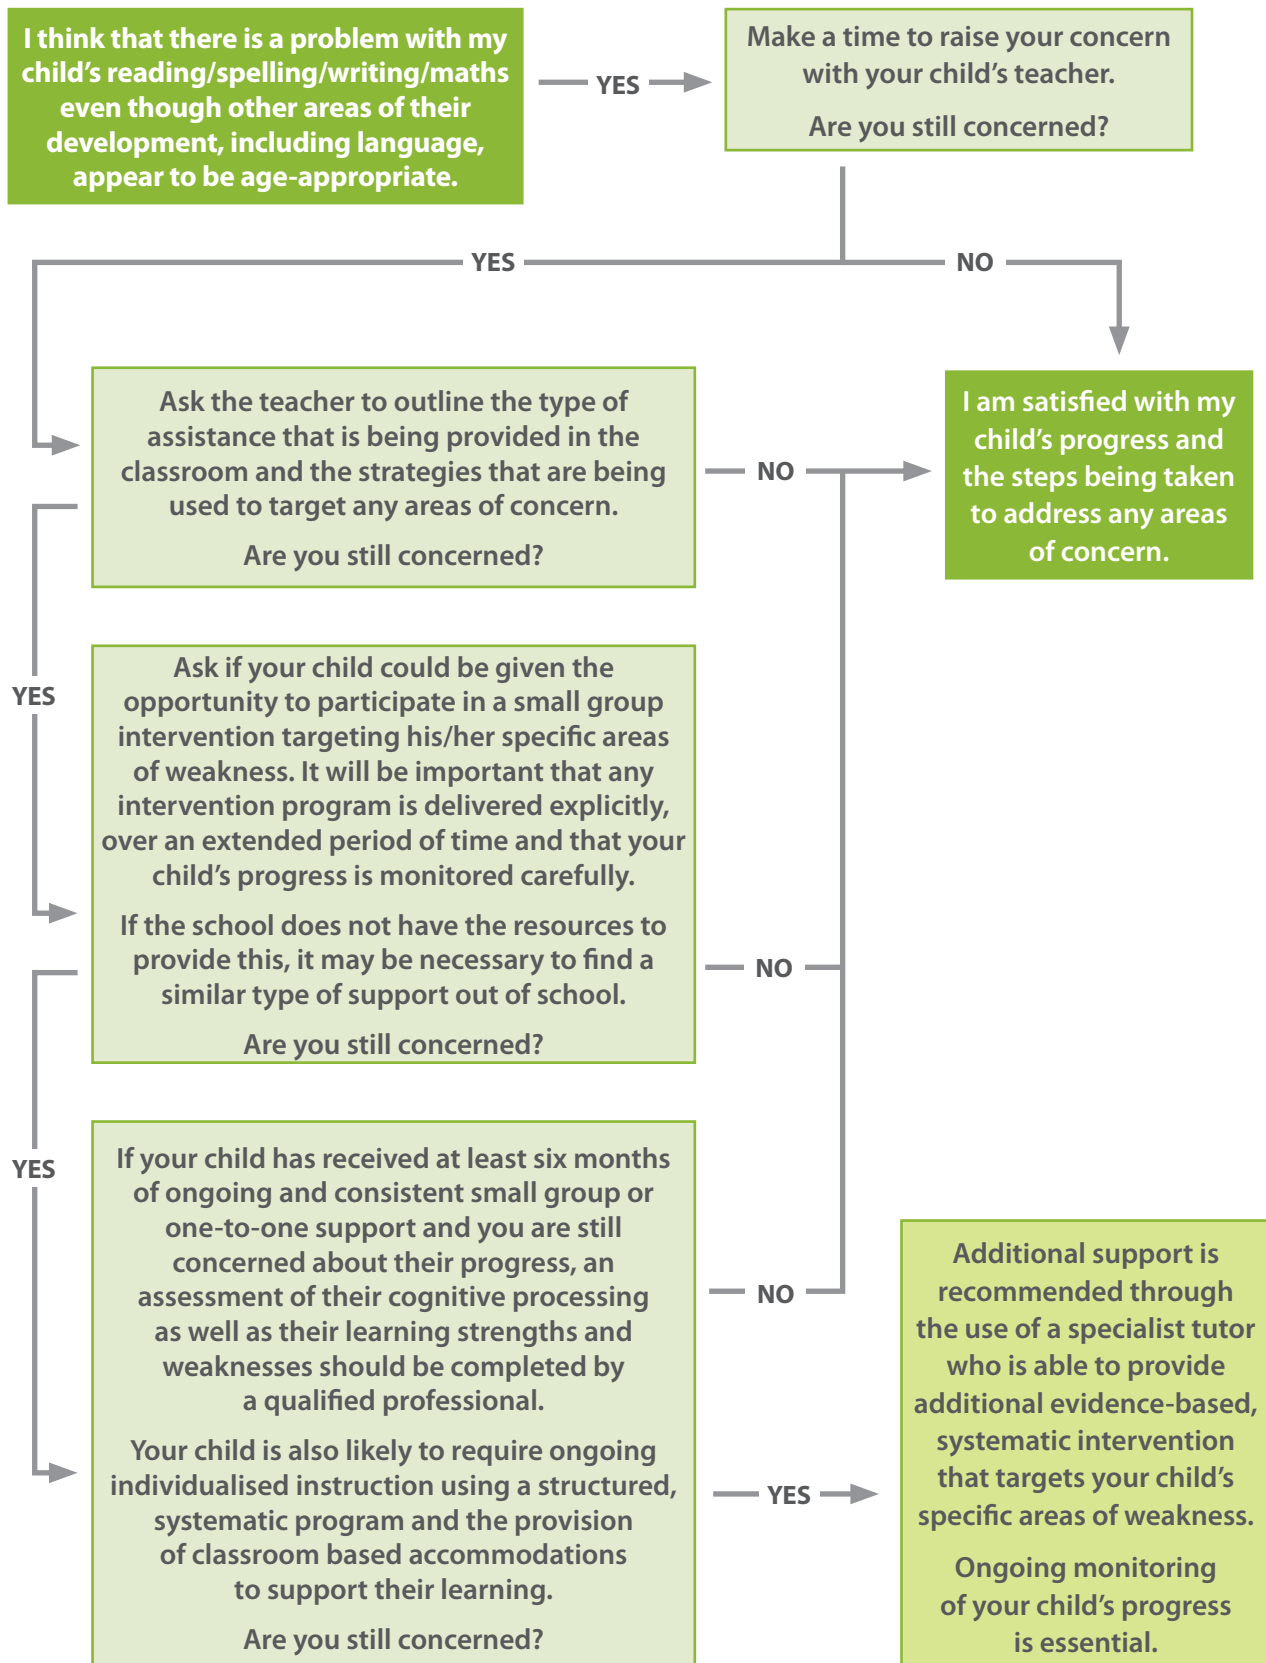 I think that there is a problem with my
child’s reading/spelling/writing/maths
even though other areas of their
development, including language,
appear to be age-appropriate.
YES
Make a time to raise your concern
with your child’s teacher.
Are you still concerned?
YES
NO
Ask the teacher to outline the type of
assistance that is being provided in the
classroom and the strategies that are being
used to target any areas of concern.
Are you still concerned?
NO
I am satisfied with my
child’s progress and
the steps being taken
to address any areas
of concern.
YES
Ask if your child could be given the
opportunity to participate in a small group
intervention targeting his/her specific areas
of weakness. It will be important that any
intervention program is delivered explicitly,
over an extended period of time and that your
child’s progress is monitored carefully.
If the school does not have the resources to
provide this, it may be necessary to find a
similar type of support out of school.
Are you still concerned?
NO
YES
If your child has received at least six months
of ongoing and consistent small group or
one-to-one support and you are still
concerned about their progress, an
assessment of their cognitive processing
as well as their learning strengths and
weaknesses should be completed by
a qualified professional.
Your child is also likely to require ongoing
individualised instruction using a structured,
systematic program and the provision
of classroom based accommodations
to support their learning.
Are you still concerned?
NO
YES
Additional support is
recommended through
the use of a specialist tutor
who is able to provide
additional evidence-based,
systematic intervention
that targets your child’s
specific areas of weakness.
Ongoing monitoring
of your child’s progress
is essential.